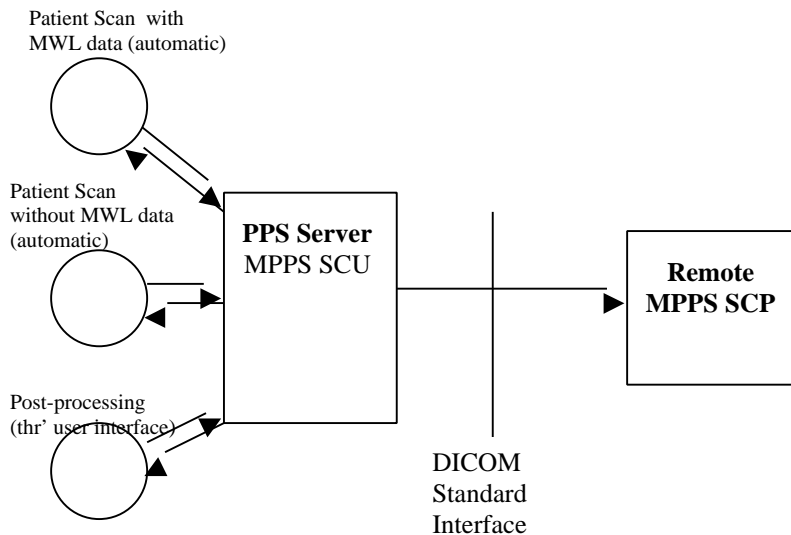 Patient Scan with
MWL data (automatic)
Patient Scan
without MWL data
(automatic)
PPS Server
MPPS SCU
Remote
MPPS SCP
Post-processing
(thr' user interface)
DICOM
Standard
Interface